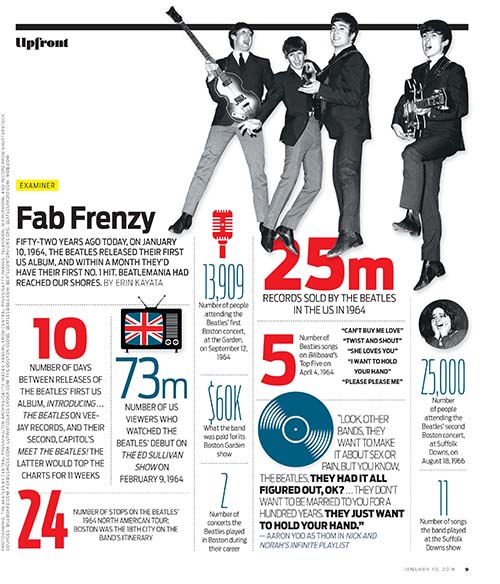 Upfront
EXAMINER
Fab Frenzy
FIFTY-TWO YEARS AGO TODAY, ON JANUARY
10, 1964, THE BEATLES RELEASED THEIR FIRST
US ALBUM, AND WITHIN A MONTH THEY'D
HAVE THEIR FIRST NO. 1 HIT. BEATLEMANIA HAD
REACHED OUR SHORES. BY ERIN KAYATA
10
NUMBER OF DAYS
BETWEEN RELEASES OF
THE BEATLES' FIRST US
ALBUM, INTRODUCING ...
THE BEATLES ON VEE-
JAY RECORDS, AND THEIR
SECOND, CAPITOL'S
MEET THE BEATLES! THE
LATTER WOULD TOP THE
CHARTS FOR 11 WEEKS
73m
NUMBER OF US
VIEWERS WHO
WATCHED THE
BEATLES' DEBUT ON
THE ED SULLIVAN
SHOW ON
FEBRUARY 9, 1964
24
NUMBER OF STOPS ON THE BEATLES'
1964 NORTH AMERICAN TOUR;
BOSTON WAS THE 18TH CITY ON THE
BAND'S ITINERARY
13,909
Number of people
attending the
Beatles' first
Boston concert
at the Garden,
on September 12,
1964
$60K
What the band
was paid for its
Boston Garden
show
2
Number of
concerts the
Beatles played
in Boston during
their career
25m
RECORDS SOLD BY THE BEATLES
IN THE US IN 1964
5
Number of
Beatles songs
on Billboard's
Top Five on
April 4, 1964
"CAN'T BUY ME LOVE"
"TWIST AND SHOUT"
"SHE LOVES YOU"
"I WANT TO HOLD
YOUR HAND"
"PLEASE PLEASE ME"
"LOOK, OTHER
BANDS, THEY
WANT TO MAKE
IT ABOUT SEX OR
PAIN, BUT YOU KNOW,
THE BEATLES, THEY HAD IT ALL
FIGURED OUT, OK? ... THEY DON'T
WANT TO BE MARRIED TO YOU FOR A
HUNDRED YEARS. THEY JUST WANT
TO HOLD YOUR HAND."
— AARON YOO AS THOM IN NICK AND
NORAH'S INFINITE PLAYLIST
25,000
Number
of people
attending the
Beatles' second
Boston concert,
at Suffolk
Downs, on
August 18, 1966
11
Number of songs
the band played
at the Suffolk
Downs show
JANUARY 10, 2016 9